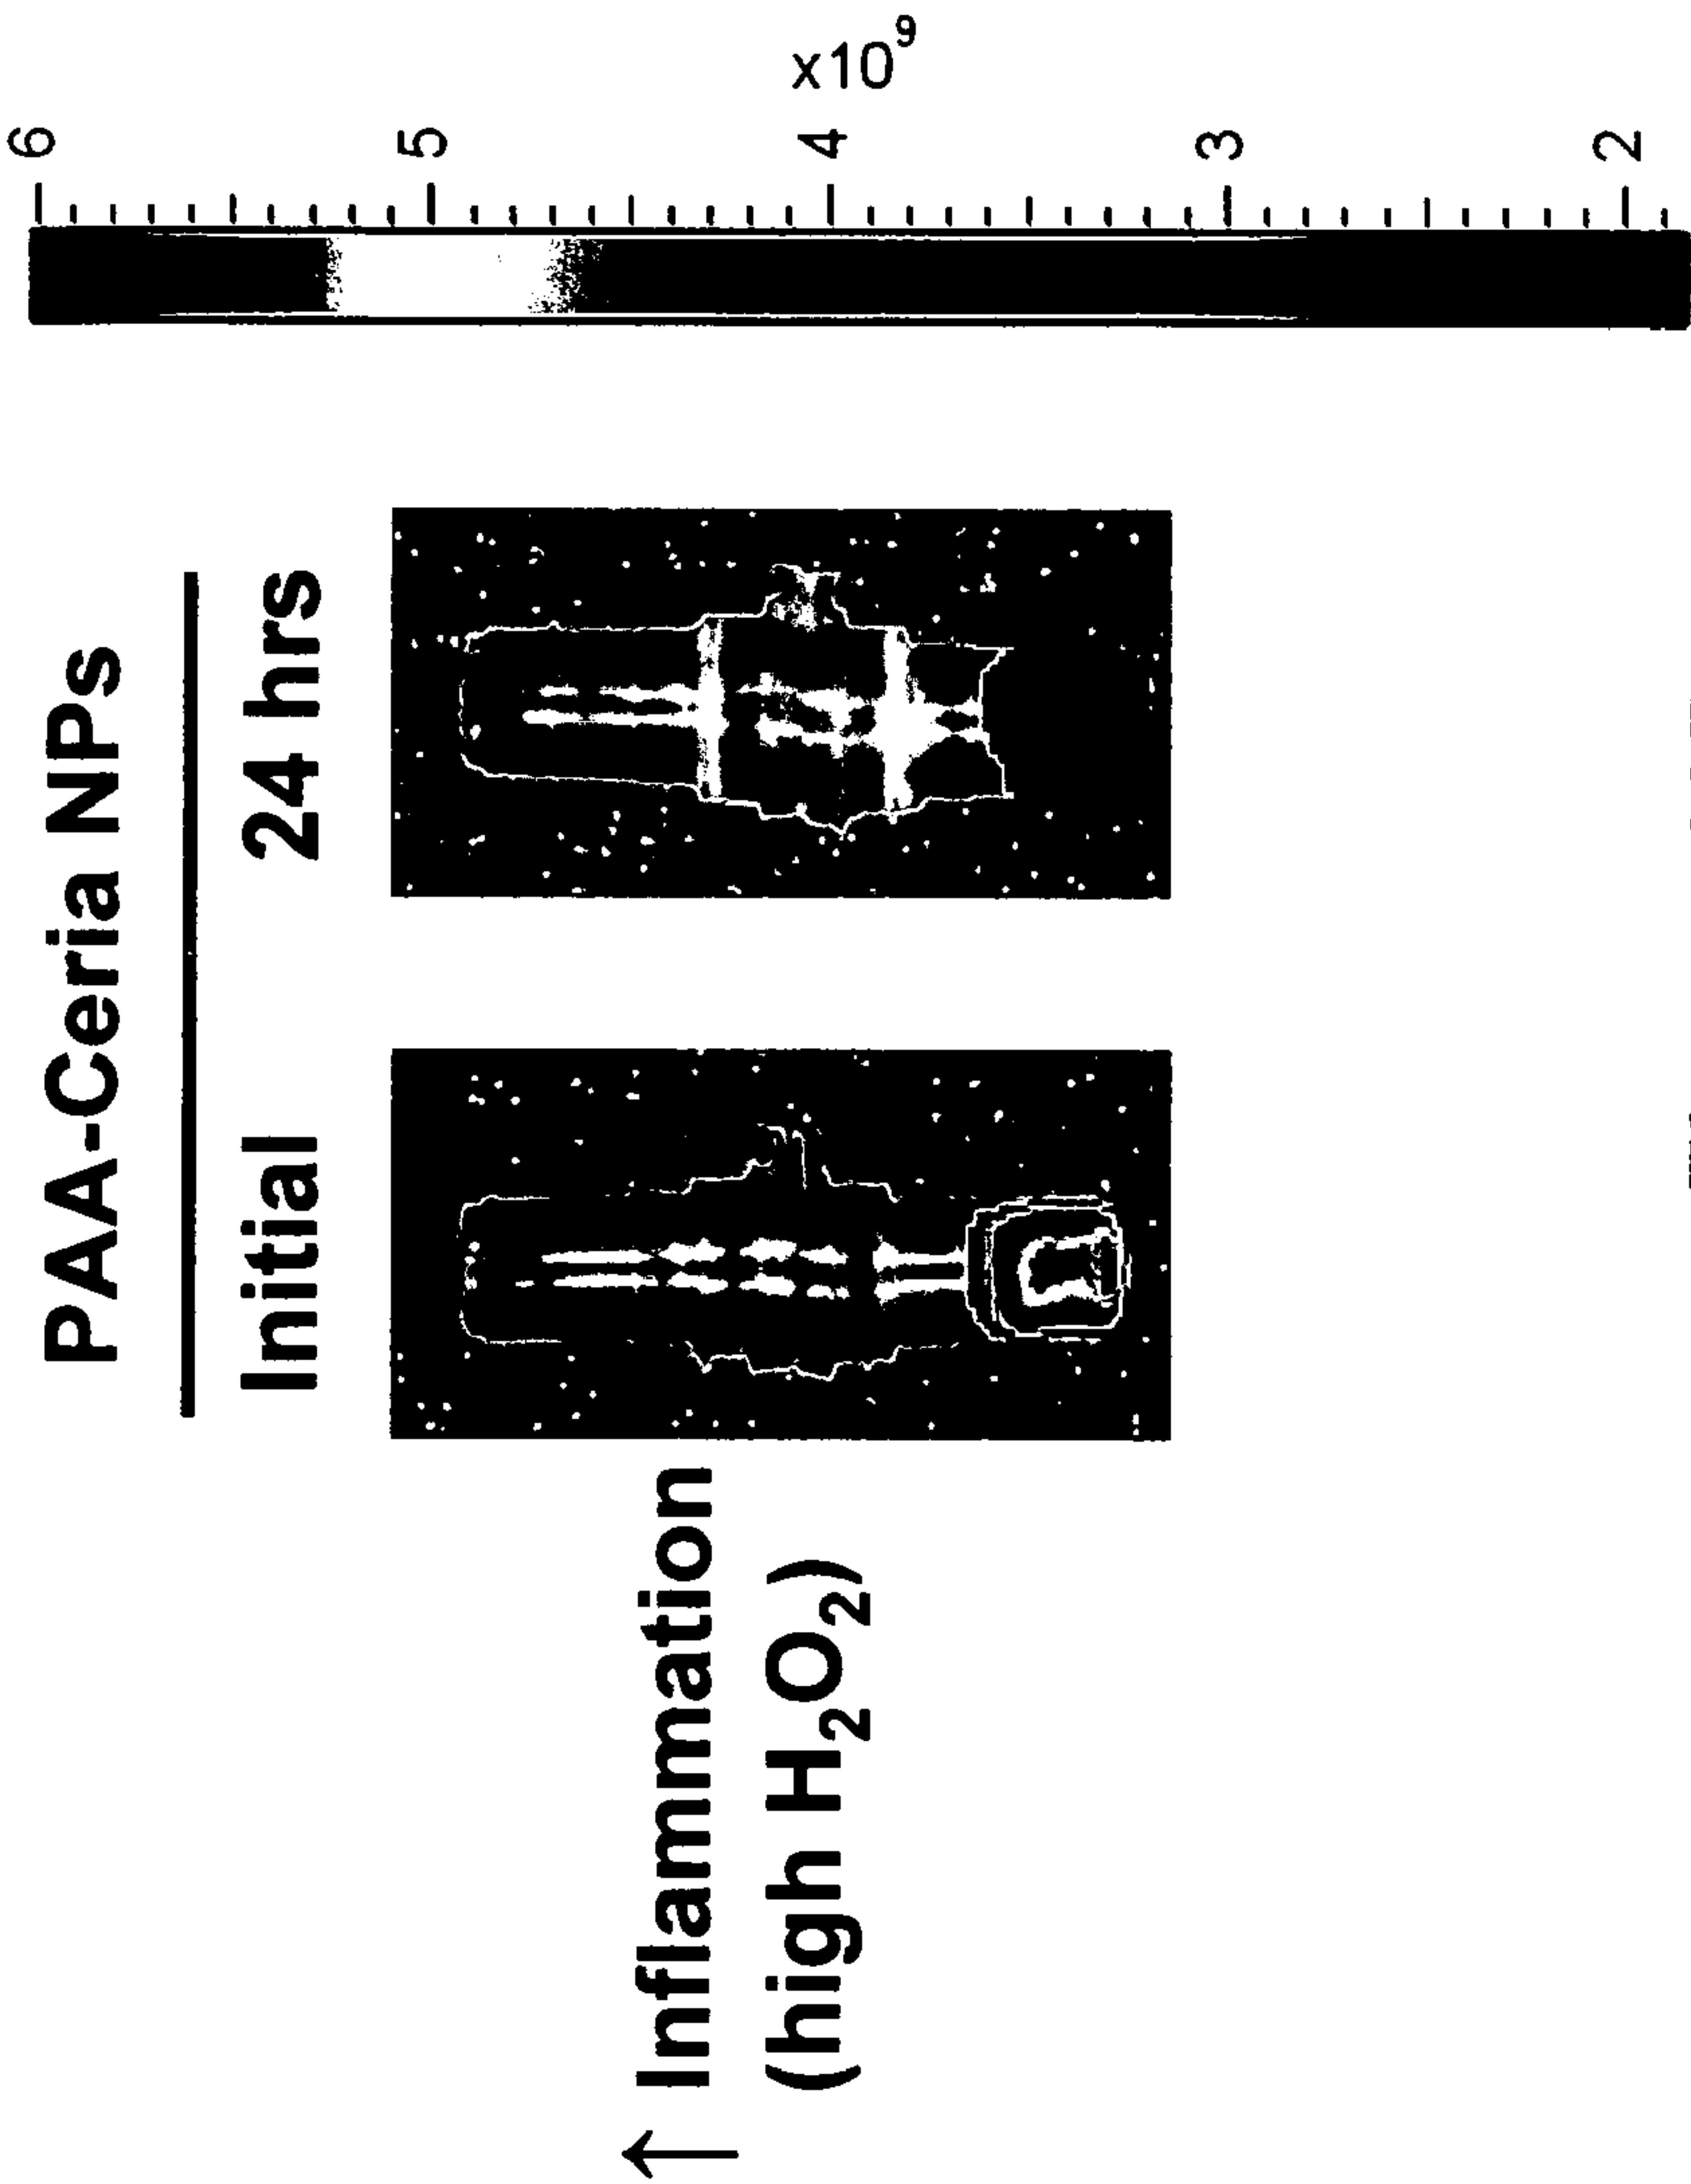 PAA-Ceria NPs
Initial
24 hrs
↑ Inflammation
(high H₂O₂)
6
5
4
3
2
x10⁹